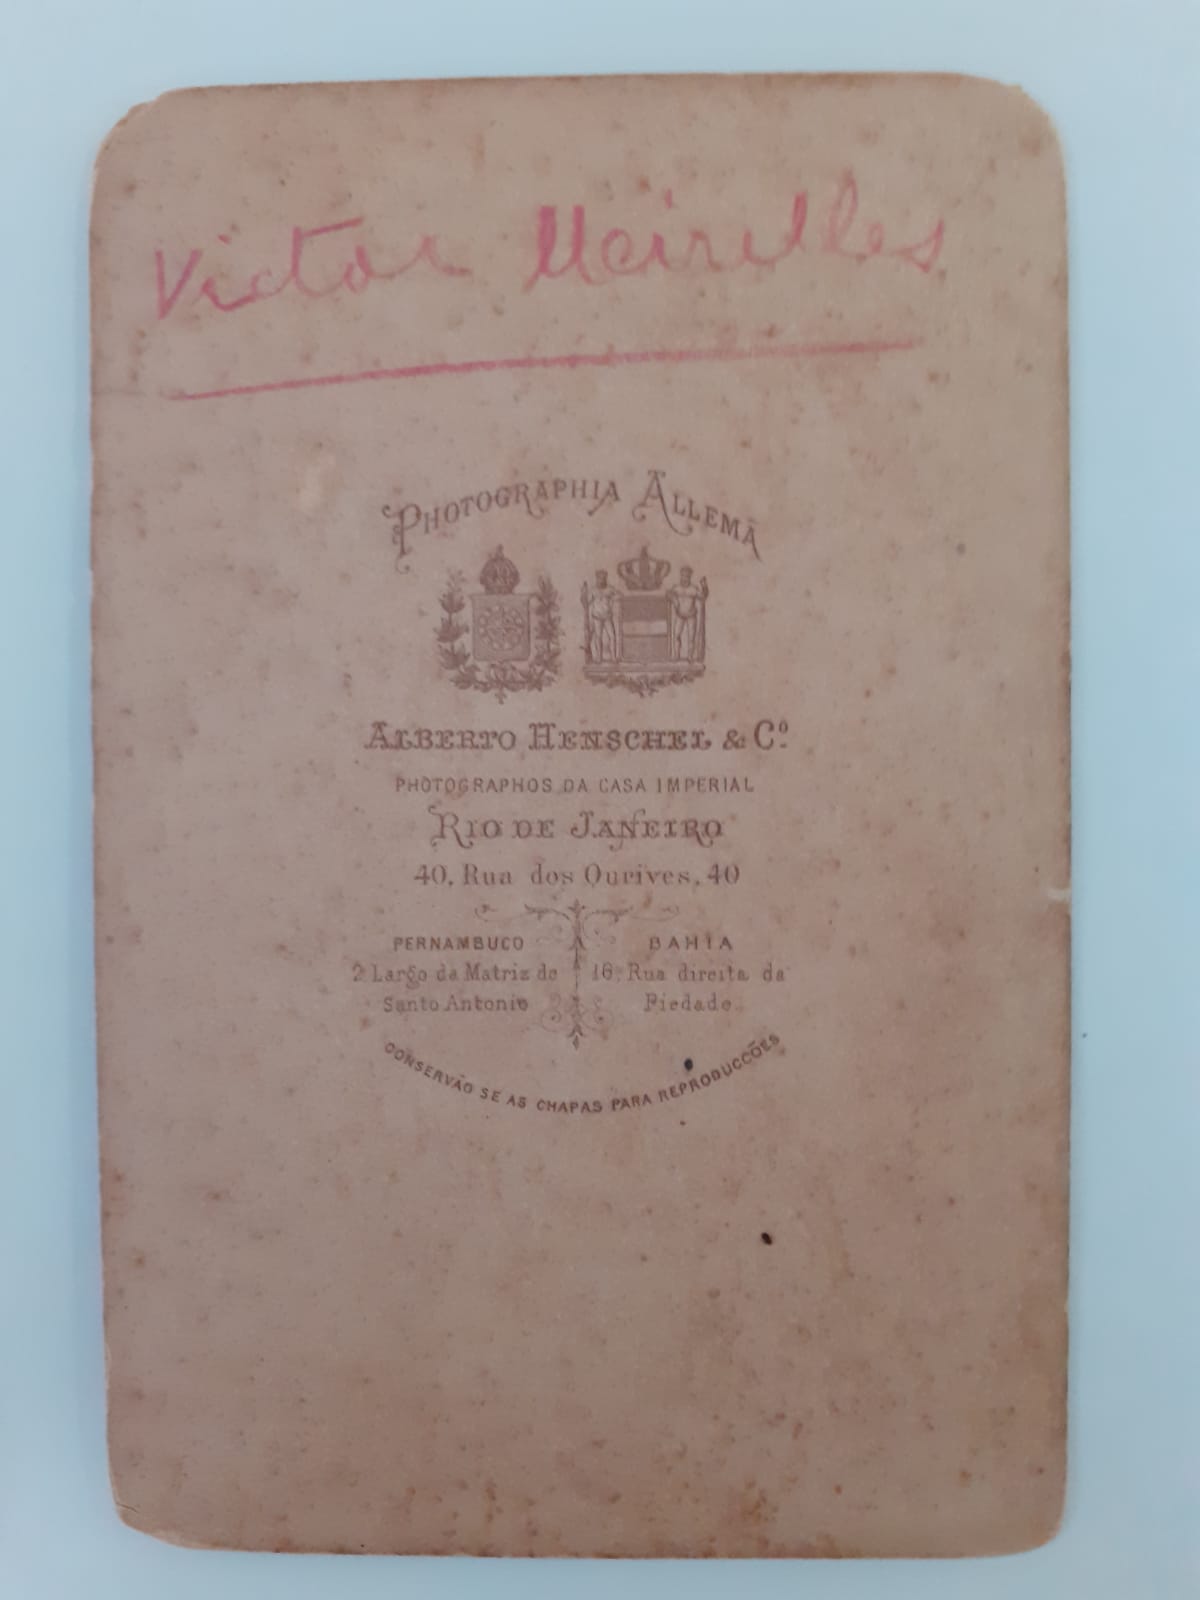 Victor Meirelles
PHOTOGRAPHIA ALLEMÃ
ALBERTO HENSCHEL & Cº
PHOTOGRAPHOS DA CASA IMPERIAL
RIO DE JANEIRO
40, Rua dos Ourives, 40
PERNAMBUCO
2 Largo da Matriz de
Santo Antonio
BAHIA
16, Rua direita da
Piedade
CONSERVÃO SE AS CHAPAS PARA REPRODUCCÕES